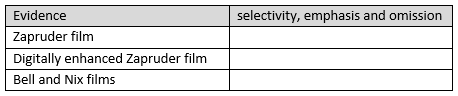 Evidence selectivity, emphasis and omission
Zapruder film
Digitally enhanced Zapruder film
Bell and Nix films